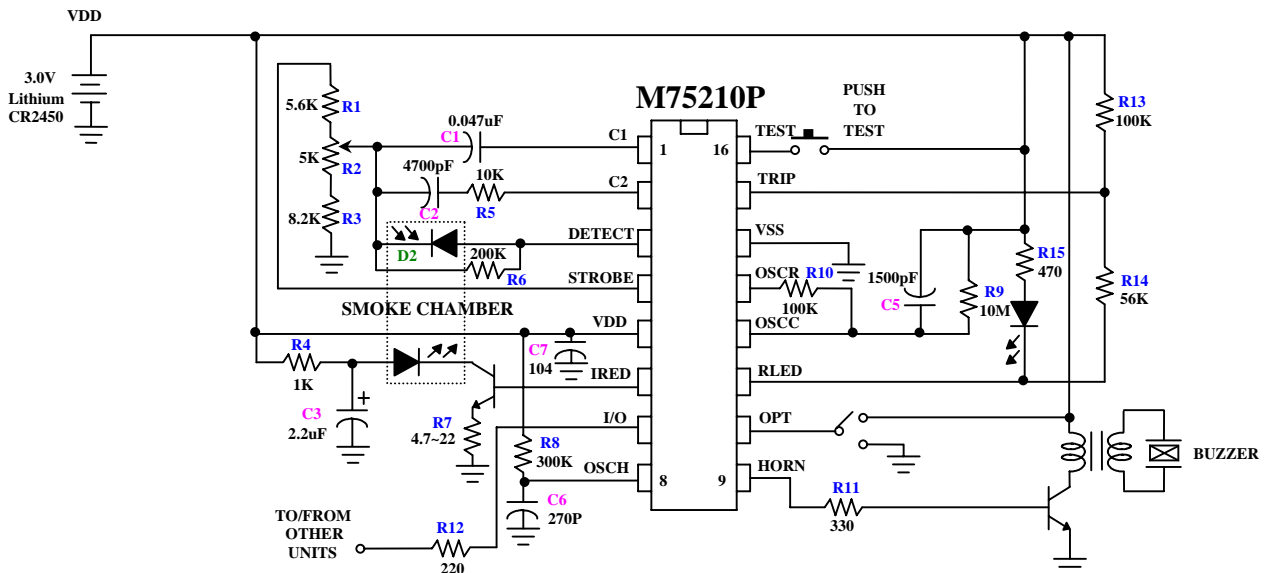 VDD
3.0V
Lithium
CR2450
5.6K
R1
5K
R2
8.2K
R3
0.047uF
C1
4700pF
C2
10K
R5
D2
200K
R6
SMOKE CHAMBER
R4
1K
C3
+
2.2uF
R7
4.7~22
C7
104
R8
300K
C6
270P
TO/FROM
OTHER
UNITS
R12
220
M75210P
C1
C2
DETECT
STROBE
VDD
IRED
I/O
OSCH
1
16
8
9
TEST
TRIP
VSS
OSCR
OSCC
RLED
OPT
HORN
PUSH
TO
TEST
R10
100K
1500pF
C5
R9
10M
R15
470
R13
100K
R14
56K
R11
330
BUZZER